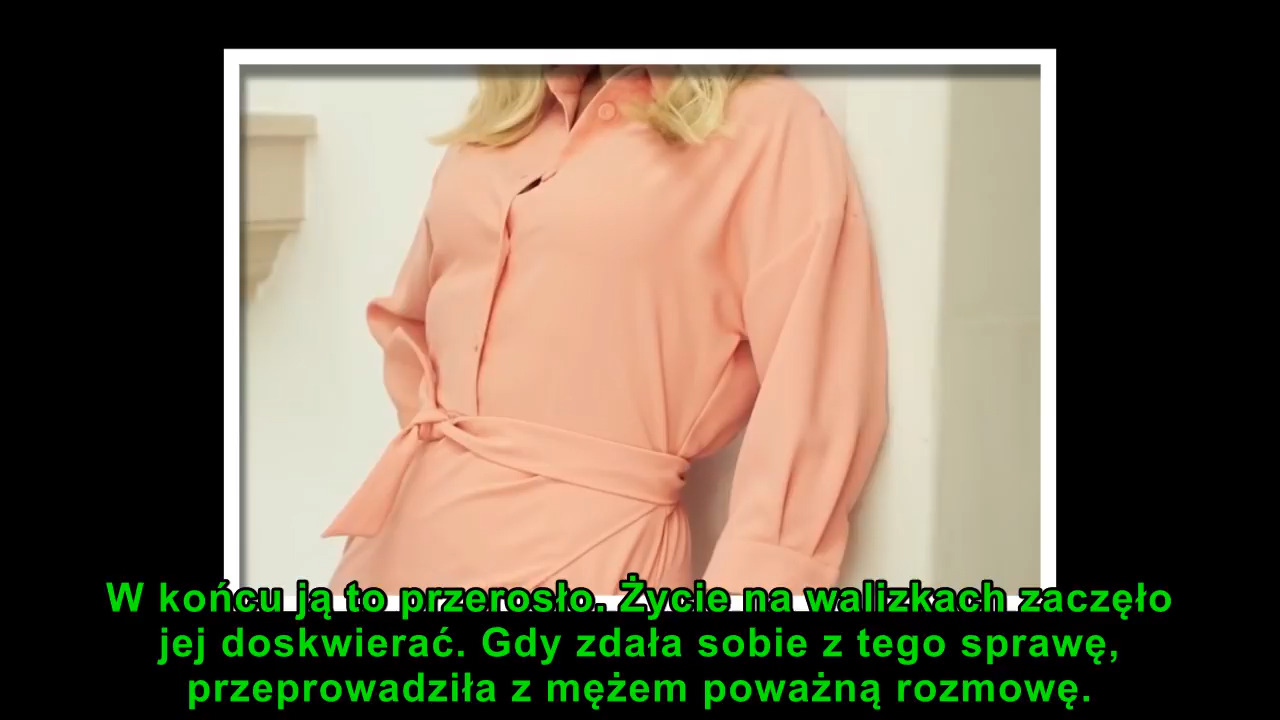 W końcu ją to przerosło. Życie na walizkach zaczęło
jej doskwierać. Gdy zdała sobie z tego sprawę,
przeprowadziła z mężem poważną rozmowę.